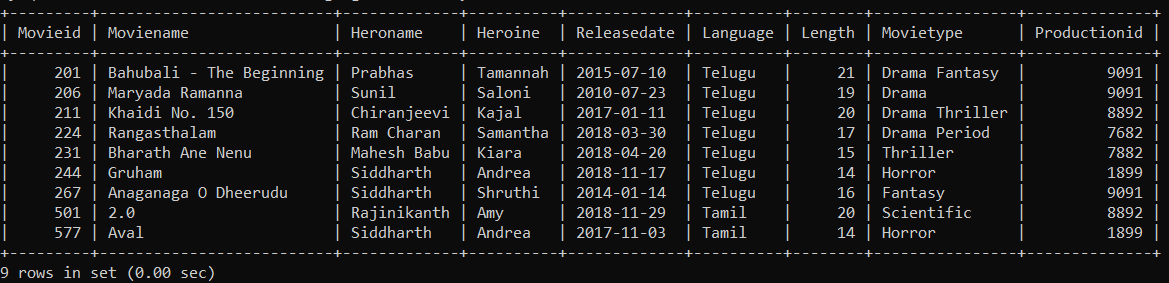 +---------+--------------------------+--------------+----------+-------------+----------+--------+----------------+--------------+
| Movieid | Moviename                | Heroname     | Heroine  | Releasedate | Language | Length | Movietype      | Productionid |
+---------+--------------------------+--------------+----------+-------------+----------+--------+----------------+--------------+
|     201 | Bahubali - The Beginning | Prabhas      | Tamannah | 2015-07-10  | Telugu   |     21 | Drama Fantasy  |         9091 |
|     206 | Maryada Ramanna          | Sunil        | Saloni   | 2010-07-23  | Telugu   |     19 | Drama          |         9091 |
|     211 | Khaidi No. 150           | Chiranjeevi  | Kajal    | 2017-01-11  | Telugu   |     20 | Drama Thriller |         8892 |
|     224 | Rangasthalam             | Ram Charan   | Samantha | 2018-03-30  | Telugu   |     17 | Drama Period   |         7682 |
|     231 | Bharath Ane Nenu         | Mahesh Babu  | Kiara    | 2018-04-20  | Telugu   |     15 | Thriller       |         7882 |
|     244 | Gruham                   | Siddharth    | Andrea   | 2018-11-17  | Telugu   |     14 | Horror         |         1899 |
|     267 | Anaganaga O Dheerudu     | Siddharth    | Shruthi  | 2014-01-14  | Telugu   |     16 | Fantasy        |         9091 |
|     501 | 2.0                      | Rajinikanth  | Amy      | 2018-11-29  | Tamil    |     20 | Scientific     |         8892 |
|     577 | Aval                     | Siddharth    | Andrea   | 2017-11-03  | Tamil    |     14 | Horror         |         1899 |
+---------+--------------------------+--------------+----------+-------------+----------+--------+----------------+--------------+
9 rows in set (0.00 sec)